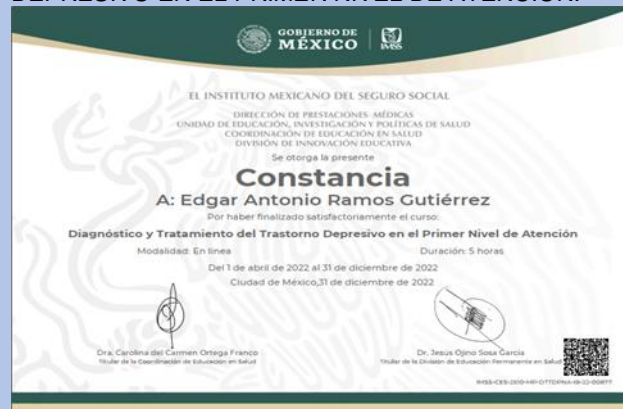 DEPRESIVO EN EL PRIMER NIVEL DE ATENCIÓN.
GOBIERNO DE
MÉXICO
IMSS
EL INSTITUTO MEXICANO DEL SEGURO SOCIAL
DIRECCIÓN DE PRESTACIONES MÉDICAS
UNIDAD DE EDUCACIÓN, INVESTIGACIÓN Y POLÍTICAS DE SALUD
COORDINACIÓN DE EDUCACIÓN EN SALUD
DIVISIÓN DE INNOVACIÓN EDUCATIVA
Se otorga la presente
Constancia
A: Edgar Antonio Ramos Gutiérrez
Por haber finalizado satisfactoriamente el curso:
Diagnóstico y Tratamiento del Trastorno Depresivo en el Primer Nivel de Atención
Modalidad: En línea Duración: 5 horas
Del 1 de abril de 2022 al 31 de diciembre de 2022
Ciudad de México,31 de diciembre de 2022
Dra. Carolina del Carmen Ortega Franco Dr. Jesús Ojino Sosa García
Titular de la Coordinación de Educación en Salud Titular de la División de Educación Permanente en Salud